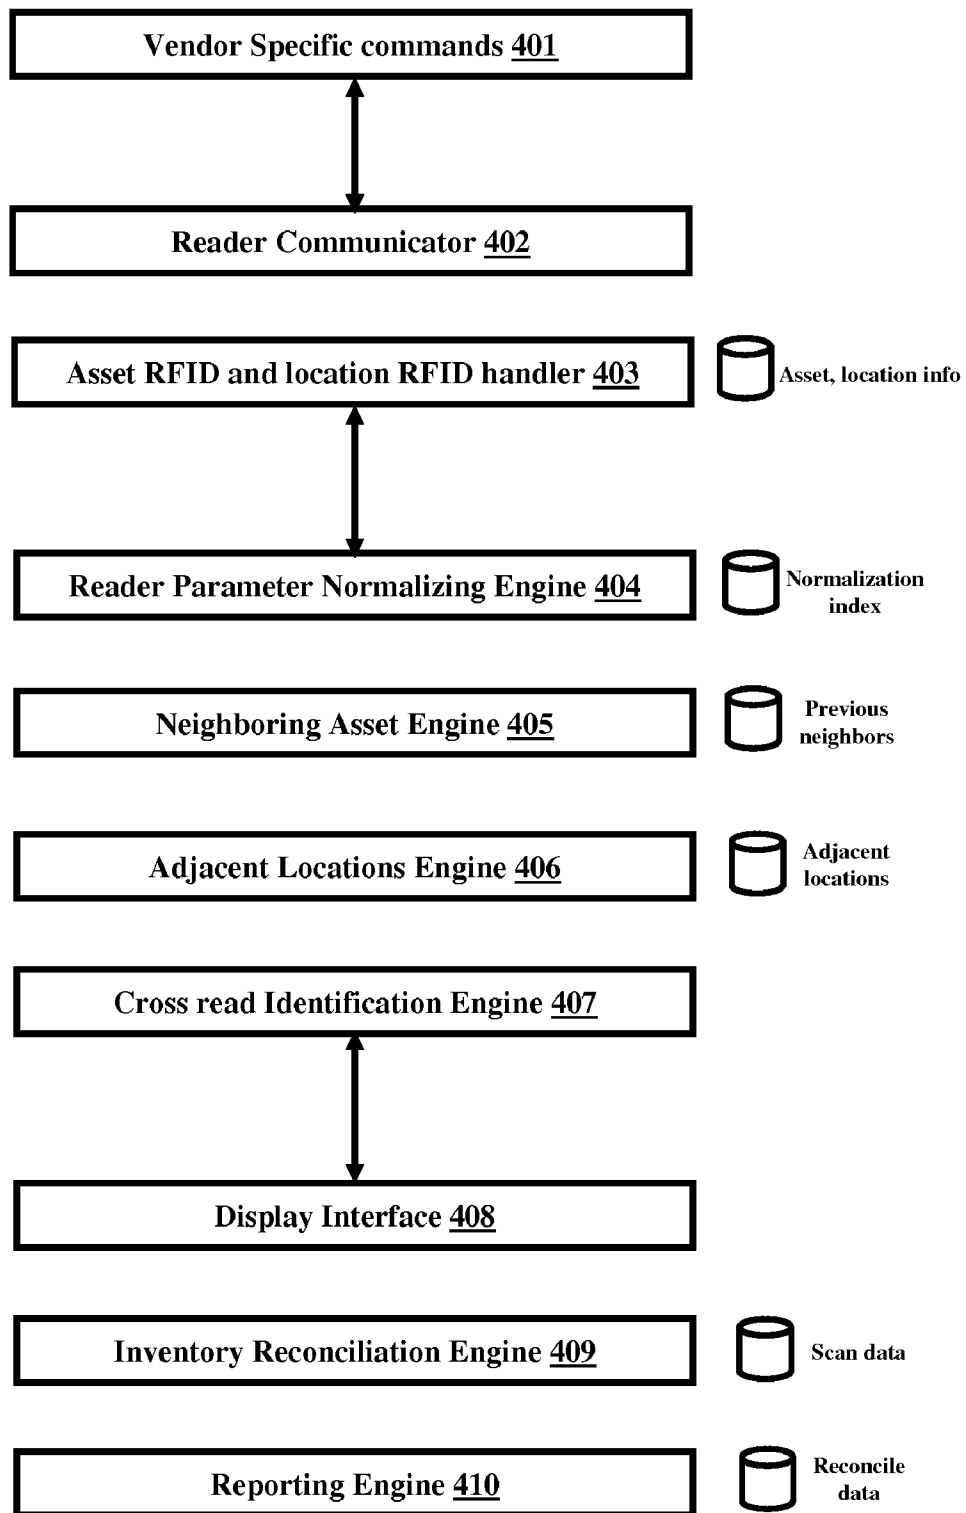 Vendor Specific commands 401
Reader Communicator 402
Asset RFID and location RFID handler 403
Asset, location info
Reader Parameter Normalizing Engine 404
Normalization
index
Neighboring Asset Engine 405
Previous
neighbors
Adjacent Locations Engine 406
Adjacent
locations
Cross read Identification Engine 407
Display Interface 408
Inventory Reconciliation Engine 409
Scan data
Reporting Engine 410
Reconcile
data